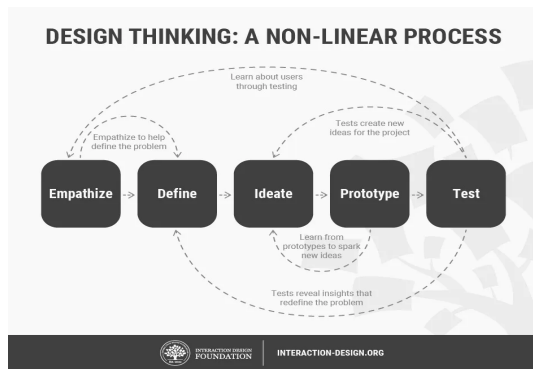 DESIGN THINKING: A NON-LINEAR PROCESS
Learn about users
through testing
Tests create new
ideas for the project
Empathize to help
define the problem
Empathize
Define
Ideate
Prototype
Test
Learn from
prototypes to spark
new ideas
Tests reveal insights that
redefine the problem
INTERACTION DESIGN
FOUNDATION
INTERACTION-DESIGN.ORG